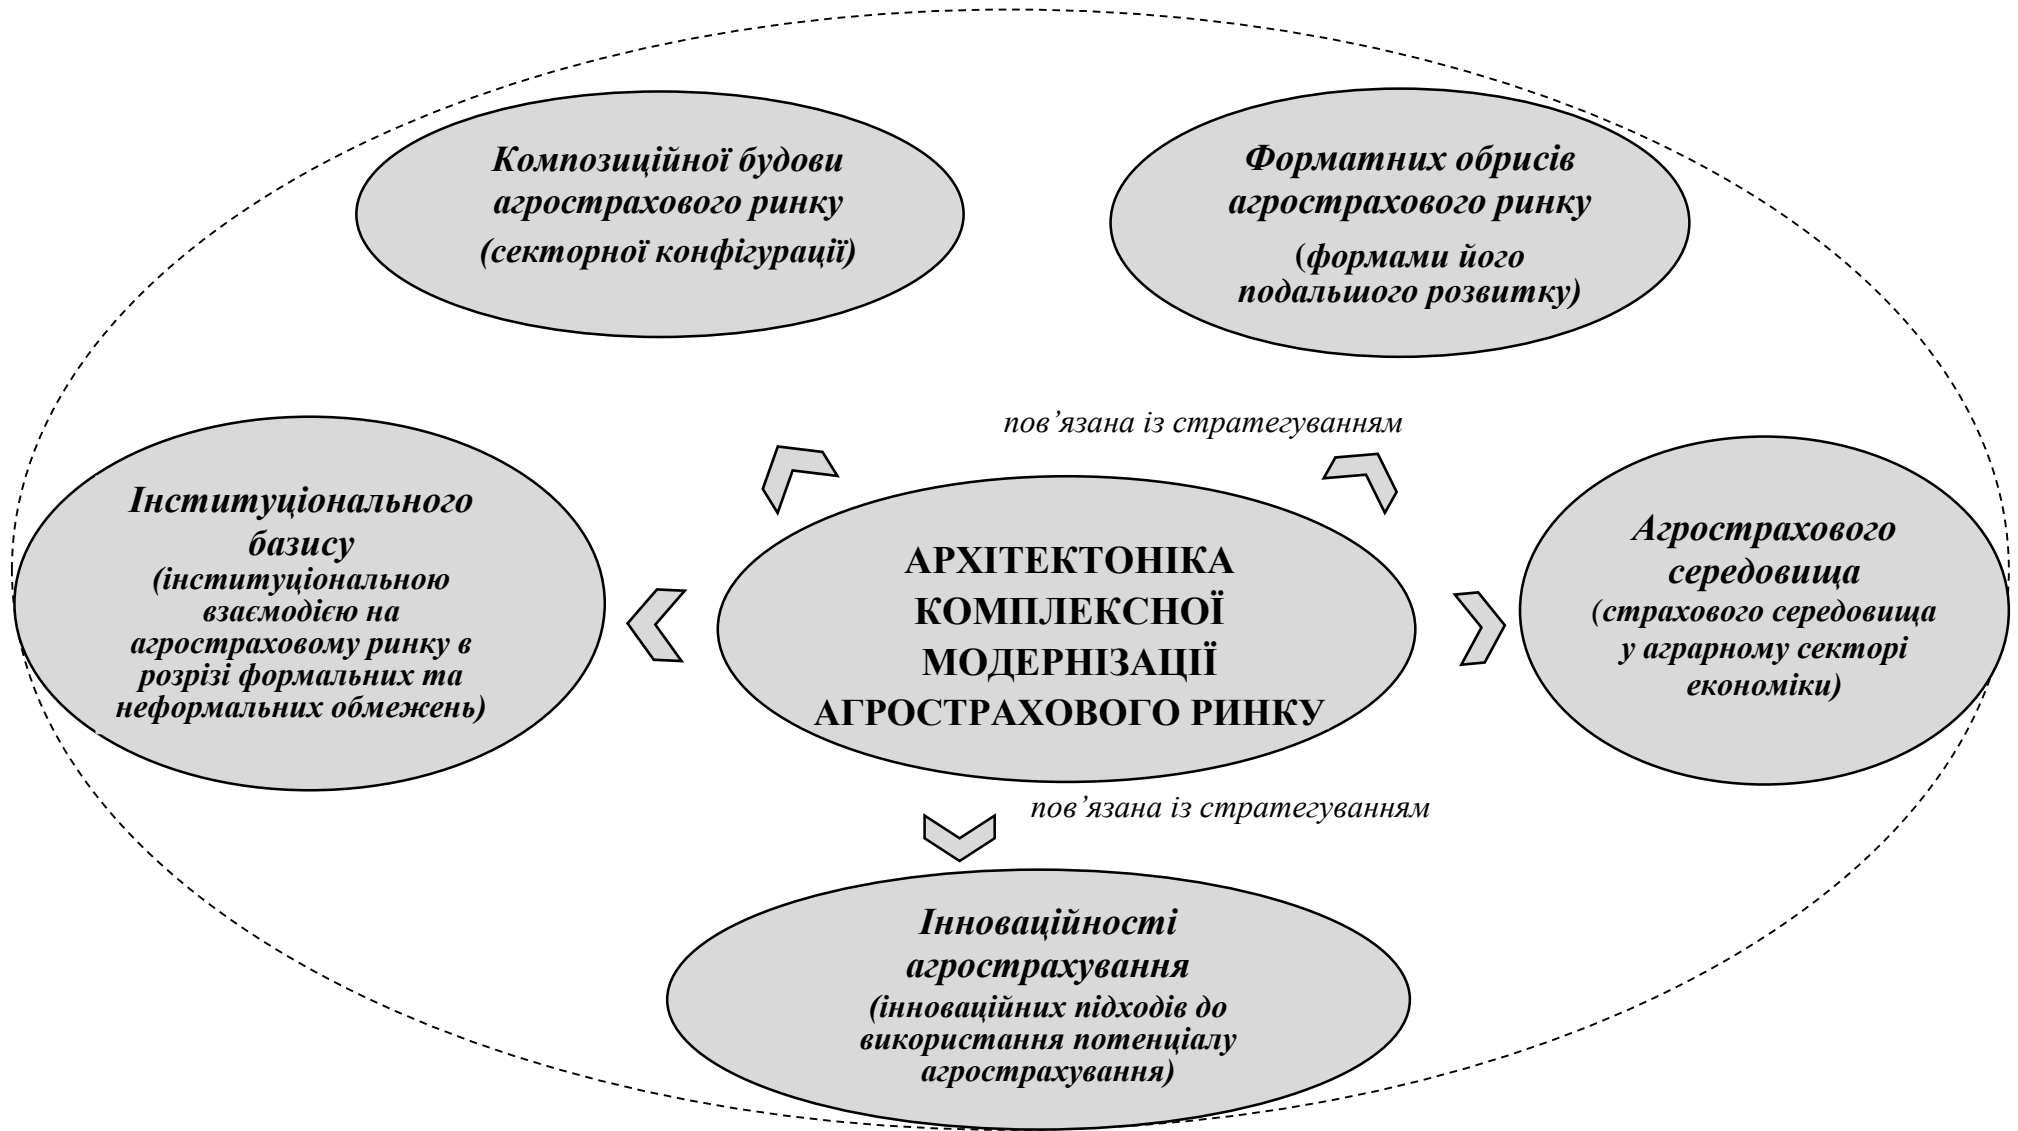 Композиційної будови
агрострахового ринку
(секторної конфігурації)
Форматних обрисів
агрострахового ринку
(формами його
подальшого розвитку)
пов’язана із стратегуванням
Інституціонального
базису
(інституціональною
взаємодією на
агростраховому ринку в
розрізі формальних та
неформальних обмежень)
АРХІТЕКТОНІКА
КОМПЛЕКСНОЇ
МОДЕРНІЗАЦІЇ
АГРОСТРАХОВОГО РИНКУ
Агрострахового
середовища
(страхового середовища
у аграрному секторі
економіки)
пов’язана із стратегуванням
Інноваційності
агрострахування
(інноваційних підходів до
використання потенціалу
агрострахування)